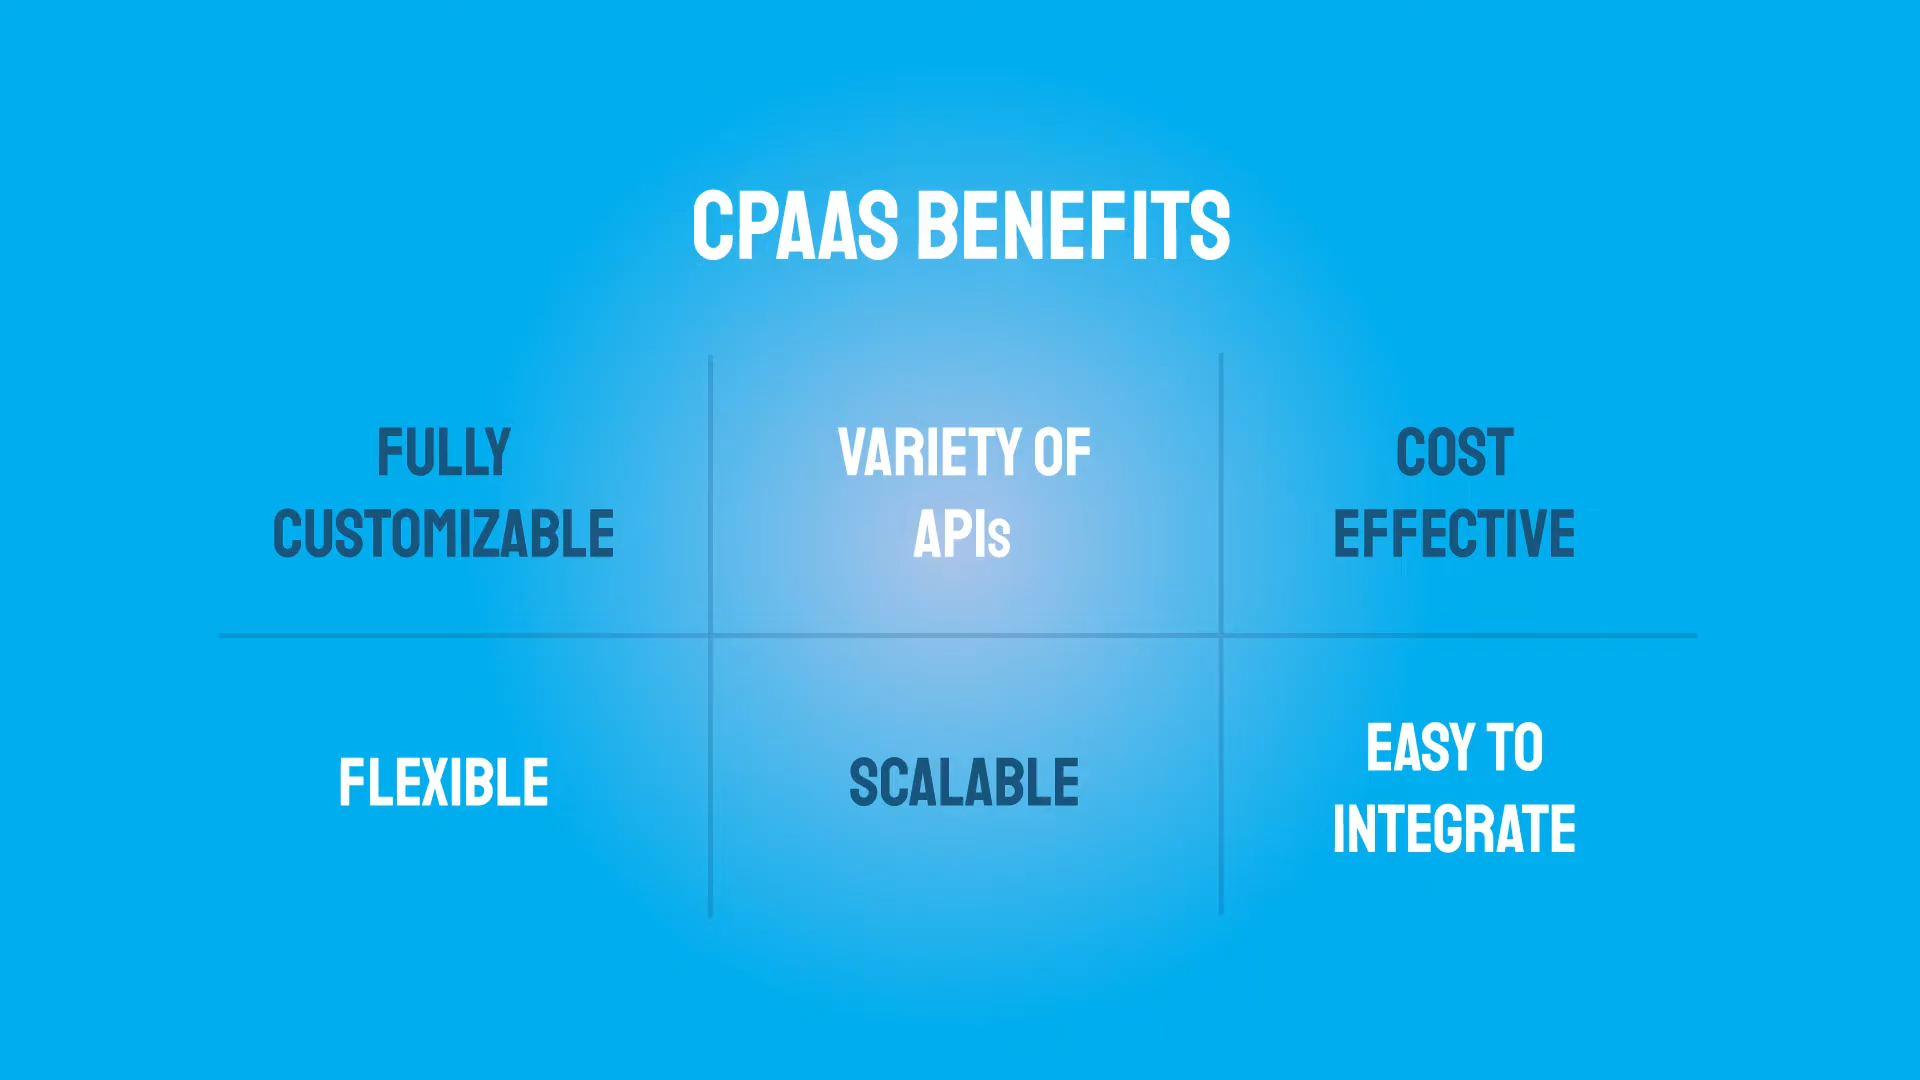 CPAAS BENEFITS
FULLY
CUSTOMIZABLE
VARIETY OF
APIs
COST
EFFECTIVE
FLEXIBLE
SCALABLE
EASY TO
INTEGRATE